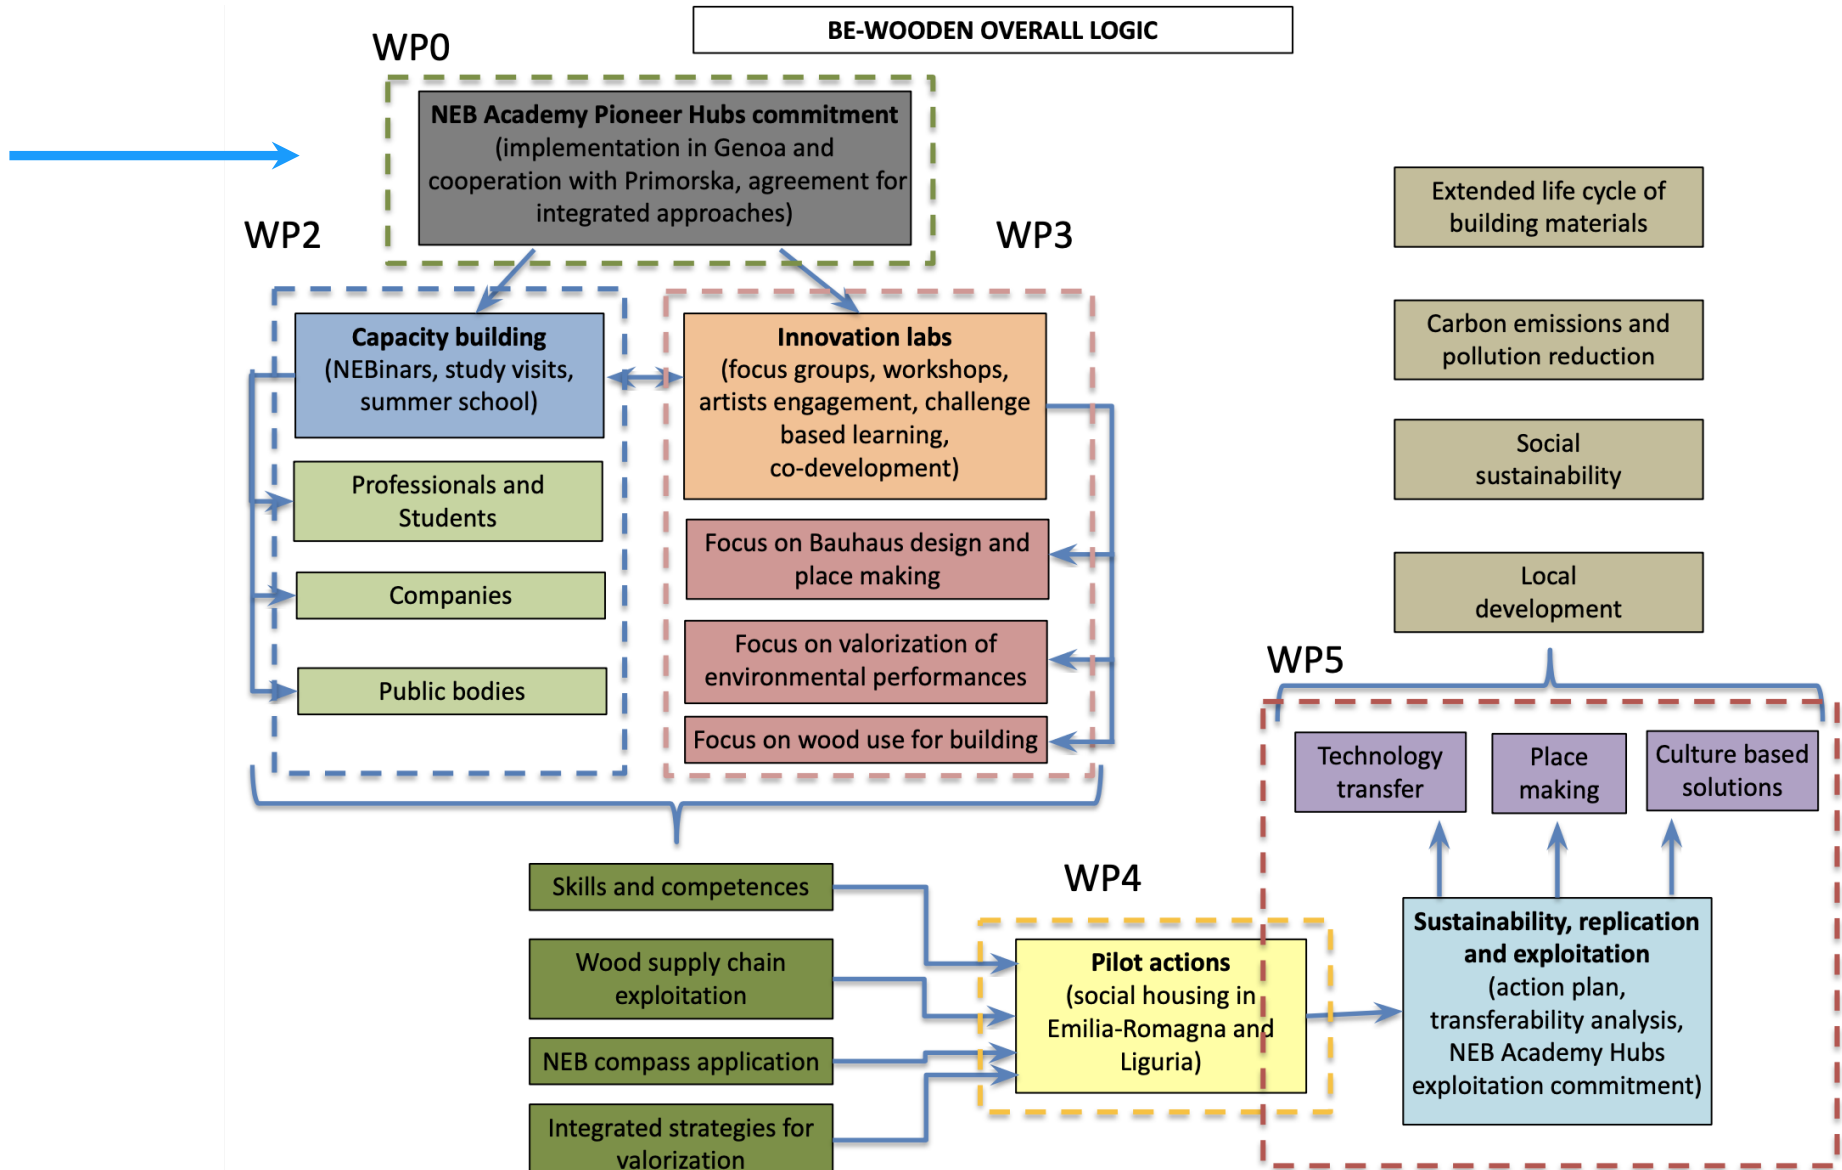 BE-WOODEN OVERALL LOGIC
WP0
NEB Academy Pioneer Hubs commitment
(implementation in Genoa and
cooperation with Primorska, agreement for
integrated approaches)
WP2
Capacity building
(NEBinars, study visits,
summer school)
Professionals and
Students
Companies
Public bodies
WP3
Innovation labs
(focus groups, workshops,
artists engagement, challenge
based learning,
co-development)
Focus on Bauhaus design and
place making
Focus on valorization of
environmental performances
Focus on wood use for building
Skills and competences
Wood supply chain
exploitation
NEB compass application
Integrated strategies for
valorization
WP4
Pilot actions
(social housing in
Emilia-Romagna and
Liguria)
Extended life cycle of
building materials
Carbon emissions and
pollution reduction
Social
sustainability
Local
development
WP5
Technology
transfer
Place
making
Culture based
solutions
Sustainability, replication
and exploitation
(action plan,
transferability analysis,
NEB Academy Hubs
exploitation commitment)